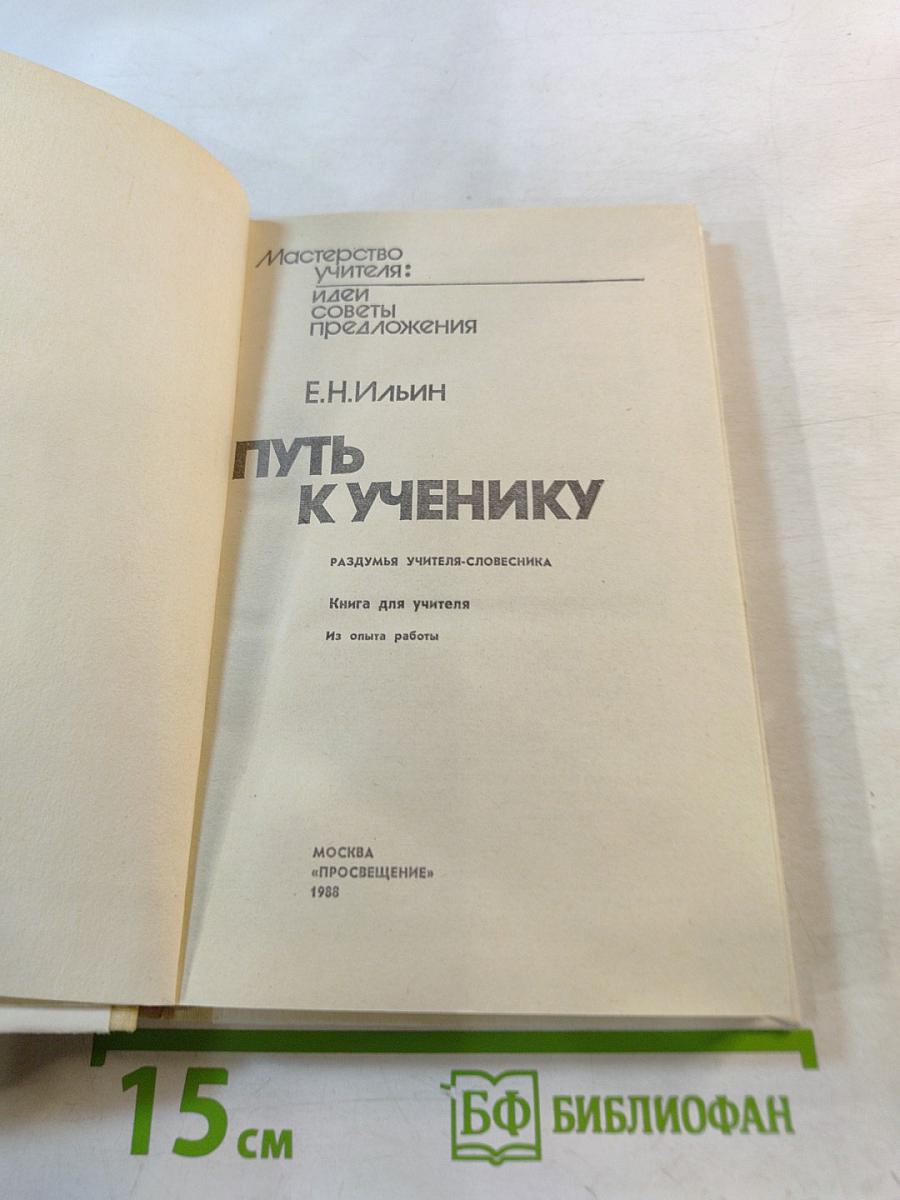 Мастерство
учителя:
идеи
советы
предложения
Е.Н.Ильин
ПУТЬ
К УЧЕНИКУ
РАЗДУМЬЯ УЧИТЕЛЯ-СЛОВЕСНИКА
Книга для учителя
Из опыта работы
МОСКВА
«ПРОСВЕЩЕНИЕ»
1988
15 см
БФ БИБЛИОФАН